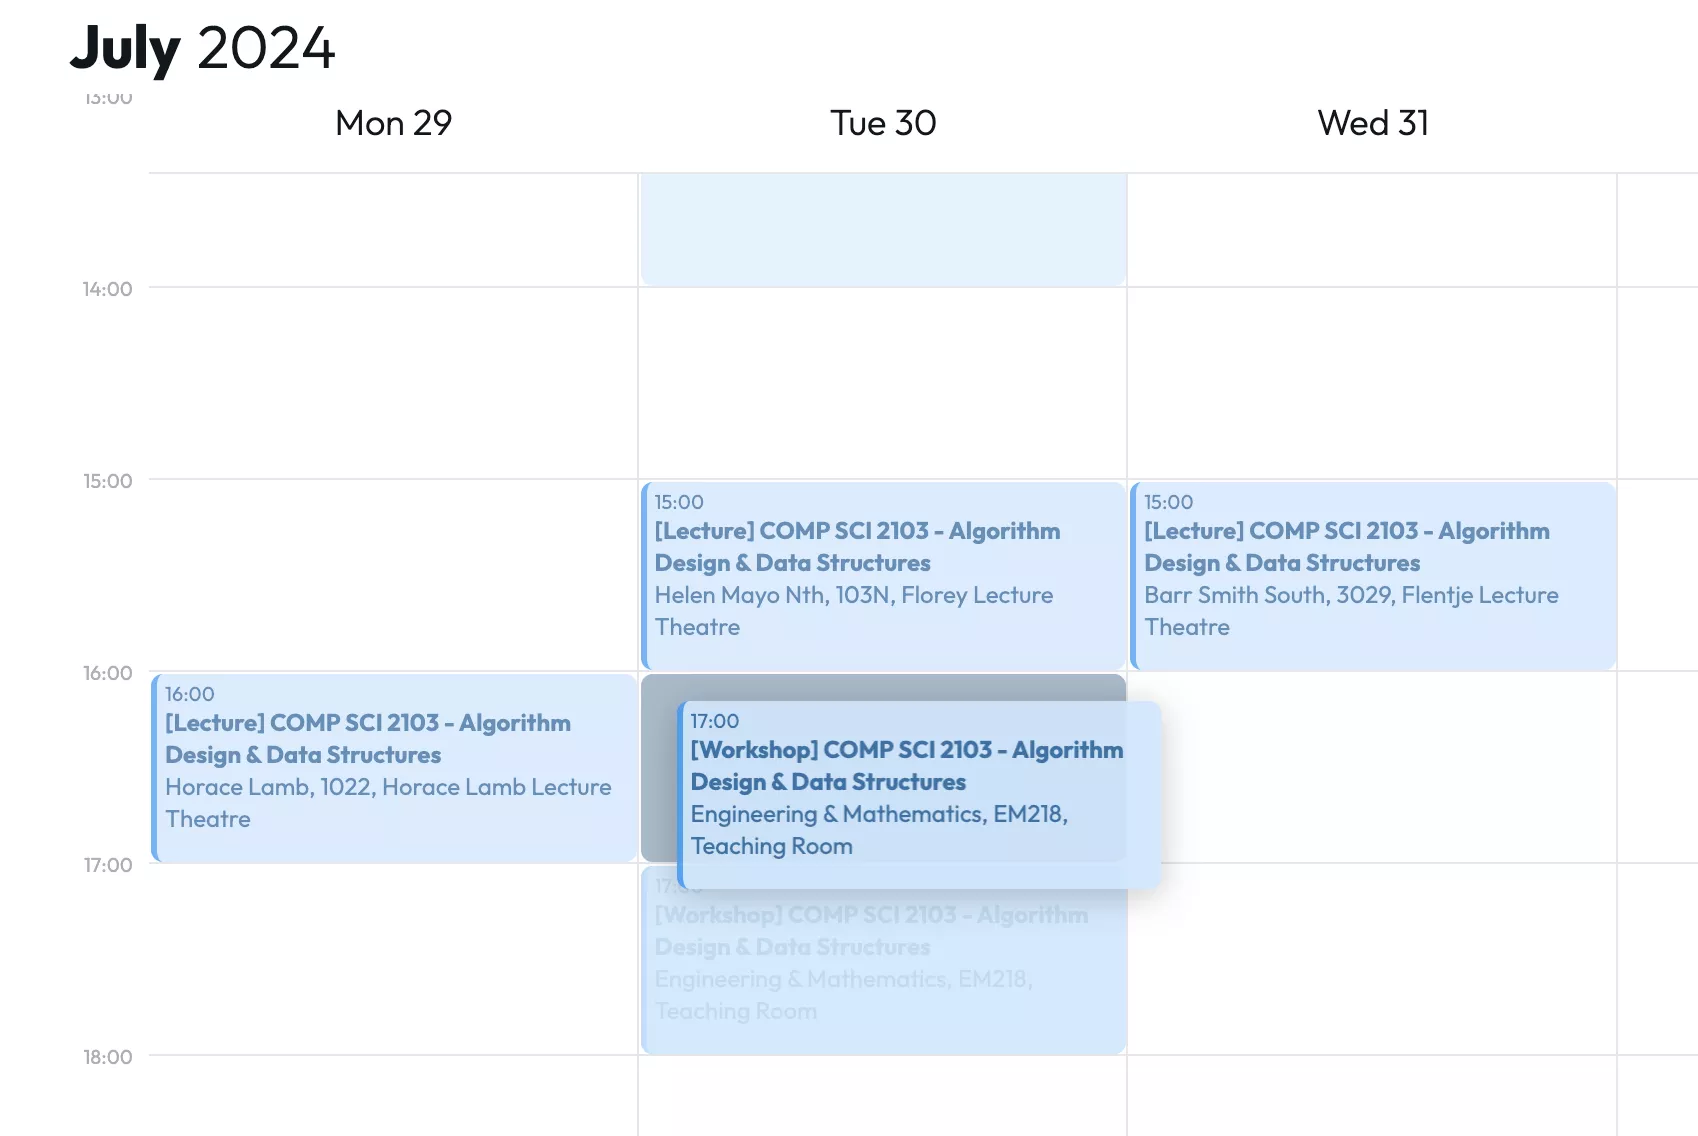 July 2024
13:00
Mon 29
Tue 30
Wed 31
14:00
15:00
15:00
[Lecture] COMP SCI 2103 - Algorithm
Design & Data Structures
Helen Mayo Nth, 103N, Florey Lecture
Theatre
15:00
[Lecture] COMP SCI 2103 - Algorithm
Design & Data Structures
Barr Smith South, 3029, Flentje Lecture
Theatre
16:00
16:00
[Lecture] COMP SCI 2103 - Algorithm
Design & Data Structures
Horace Lamb, 1022, Horace Lamb Lecture
Theatre
17:00
[Workshop] COMP SCI 2103 - Algorithm
Design & Data Structures
Engineering & Mathematics, EM218,
Teaching Room
17:00
17:00
[Workshop] COMP SCI 2103 - Algorithm
Design & Data Structures
Engineering & Mathematics, EM218,
Teaching Room
18:00